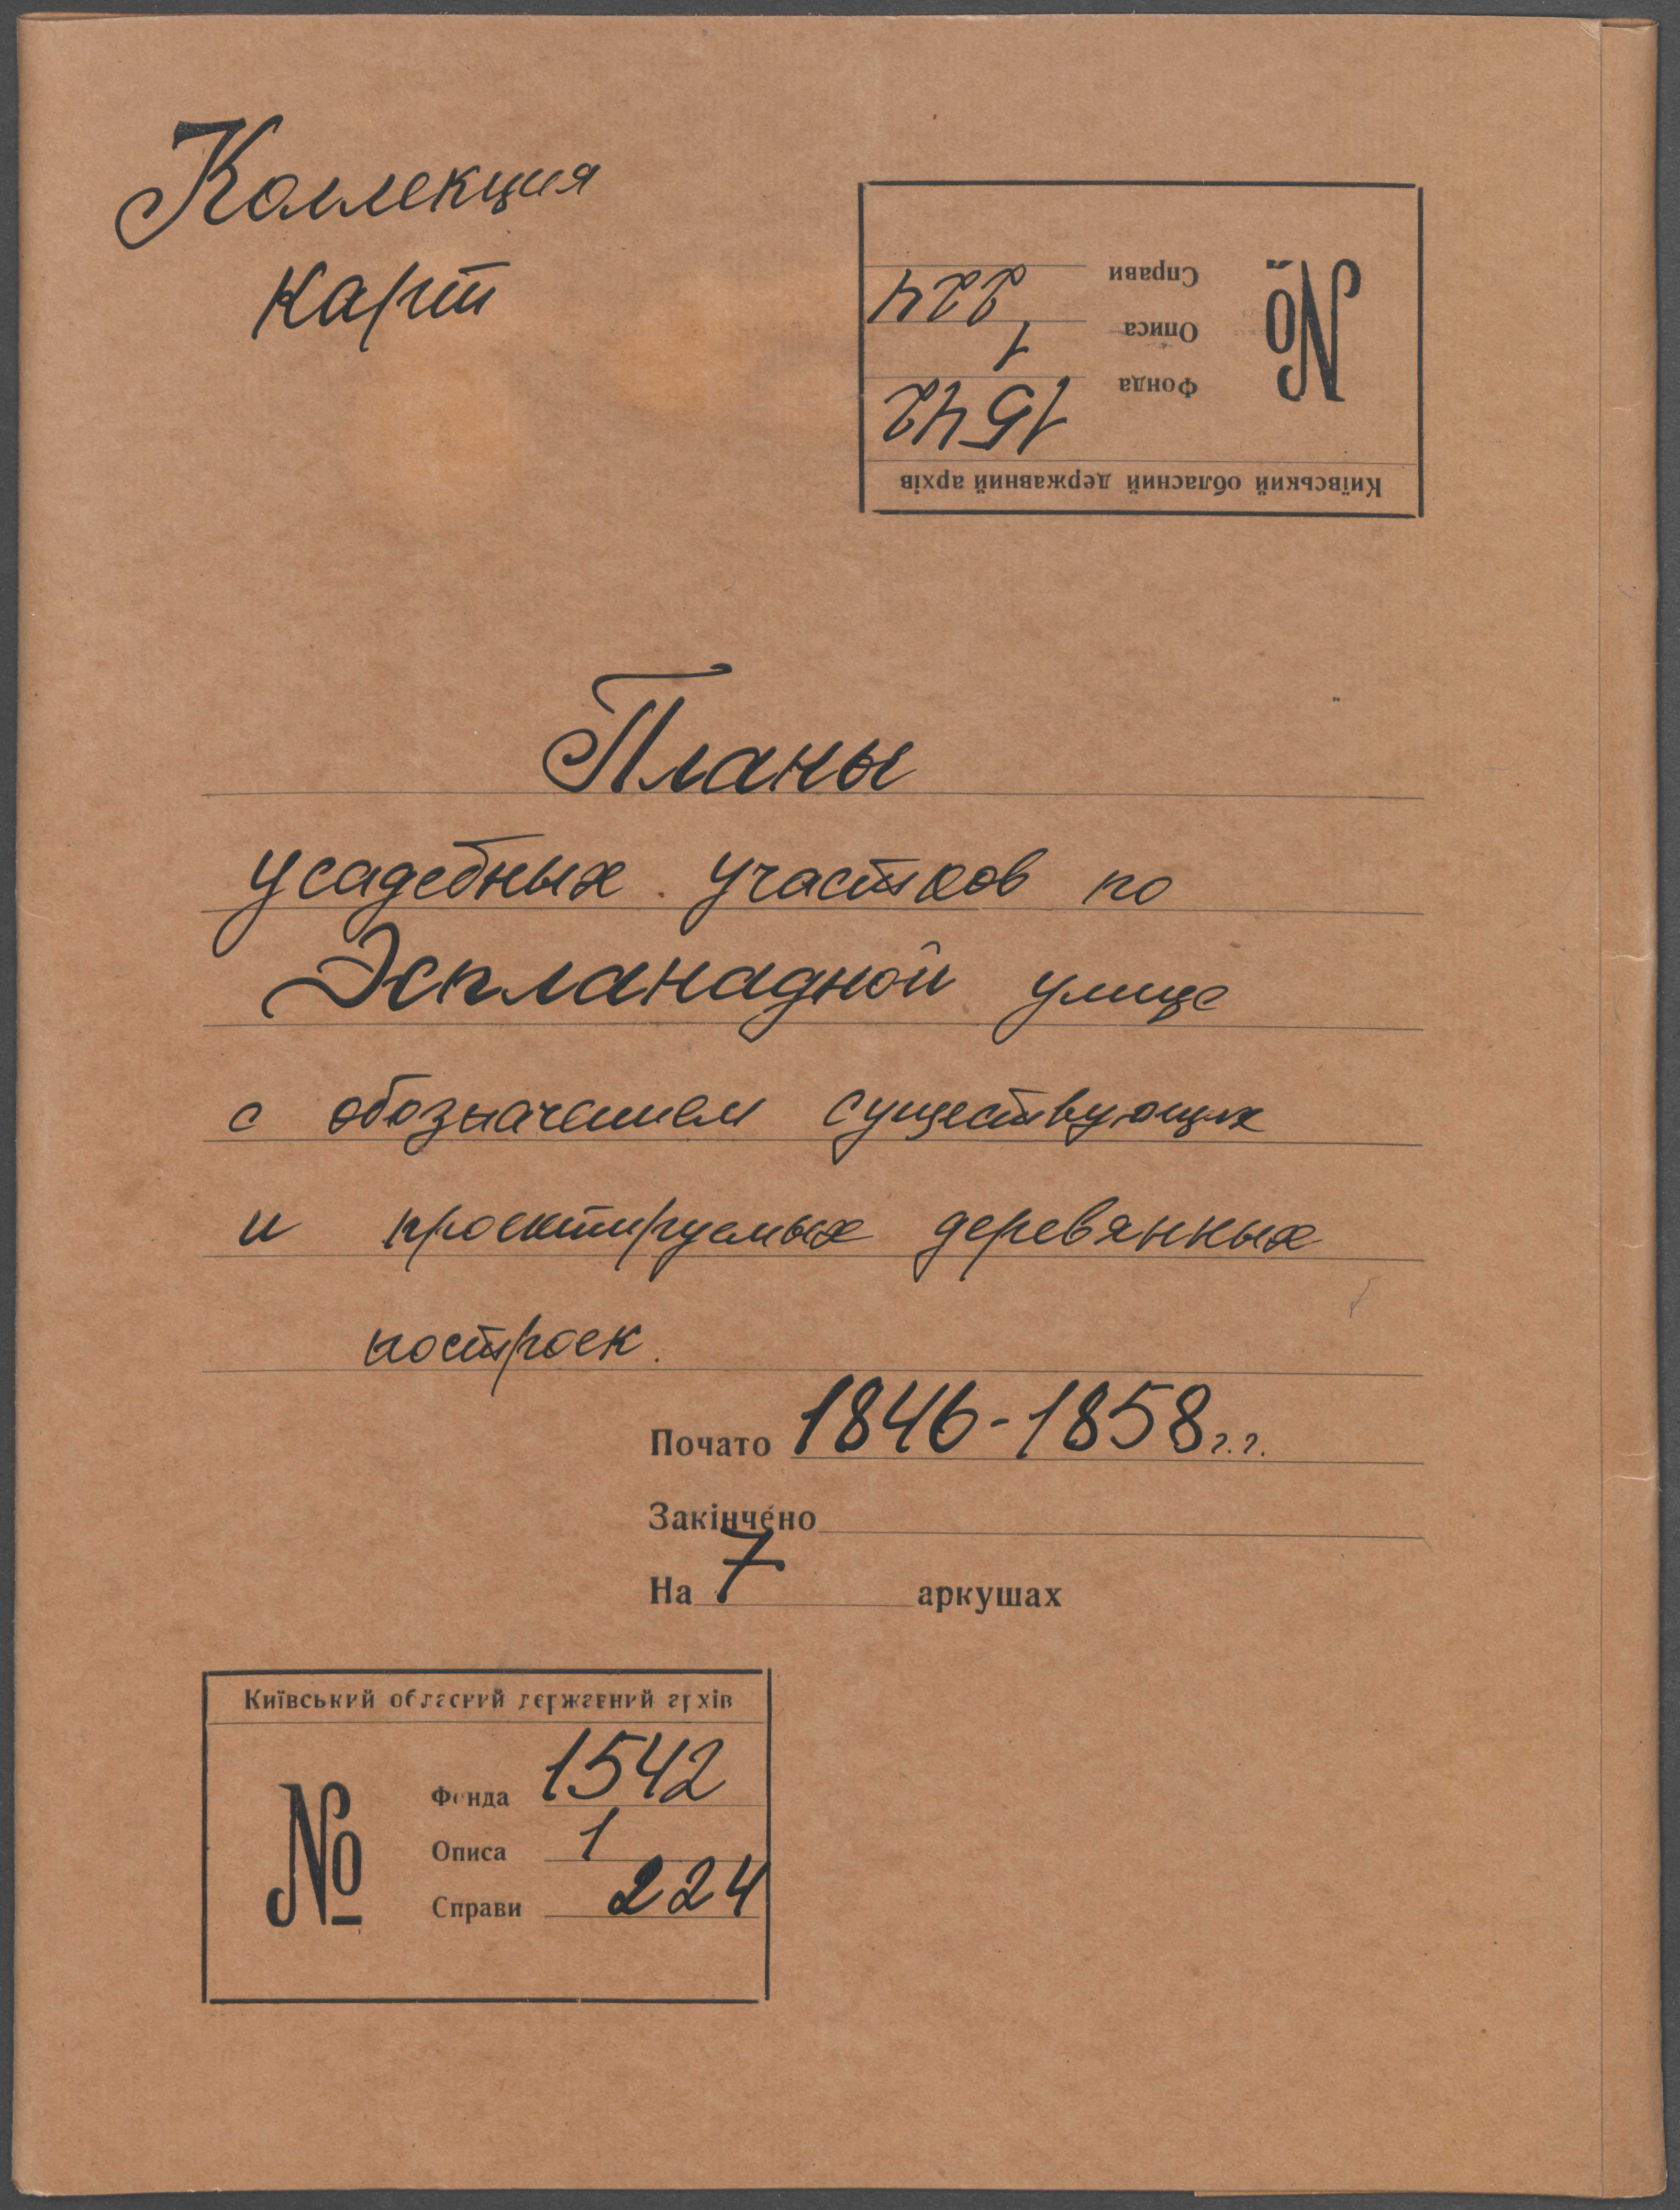 Коллекция
карт
Київський обласний державний архів
№
Фонда 1542
Описа 1
Справи 224
Планы
усадебных участков по
Эспланадной улице
с обозначением существующих
и проектируемых деревянных
построек.
Почато 1846-1858 г.г.
Закінчено
На 7 аркушах
Київський обласний державний архів
№
Фонда 1542
Описа 1
Справи 224